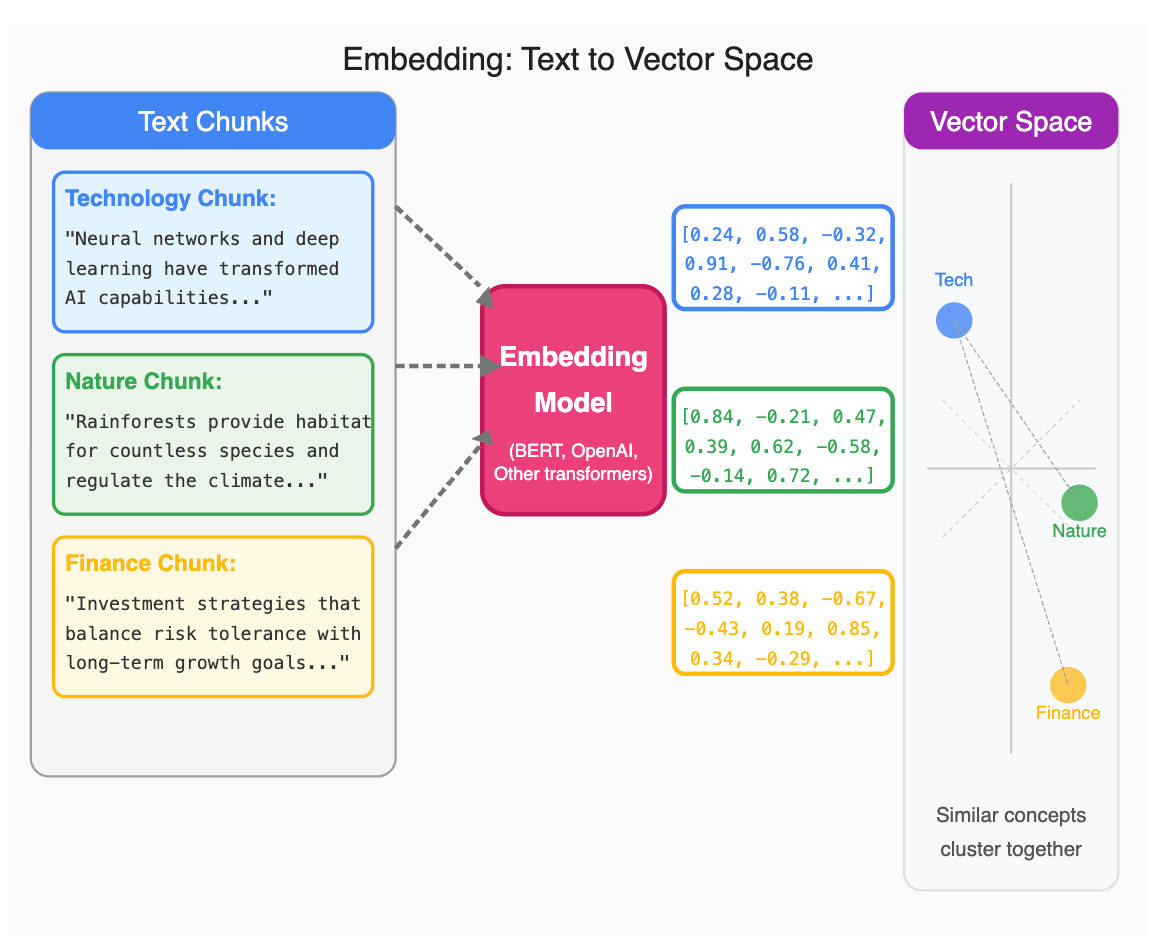 Embedding: Text to Vector Space
Text Chunks
Technology Chunk:
"Neural networks and deep
learning have transformed
AI capabilities..."
Nature Chunk:
"Rainforests provide habitat
for countless species and
regulate the climate..."
Finance Chunk:
"Investment strategies that
balance risk tolerance with
long-term growth goals..."
Embedding
Model
(BERT, OpenAI,
Other transformers)
[0.24, 0.58, -0.32,
0.91, -0.76, 0.41,
0.28, -0.11, ...]
[0.84, -0.21, 0.47,
0.39, 0.62, -0.58,
-0.14, 0.72, ...]
[0.52, 0.38, -0.67,
-0.43, 0.19, 0.85,
0.34, -0.29, ...]
Vector Space
Tech
Nature
Finance
Similar concepts
cluster together